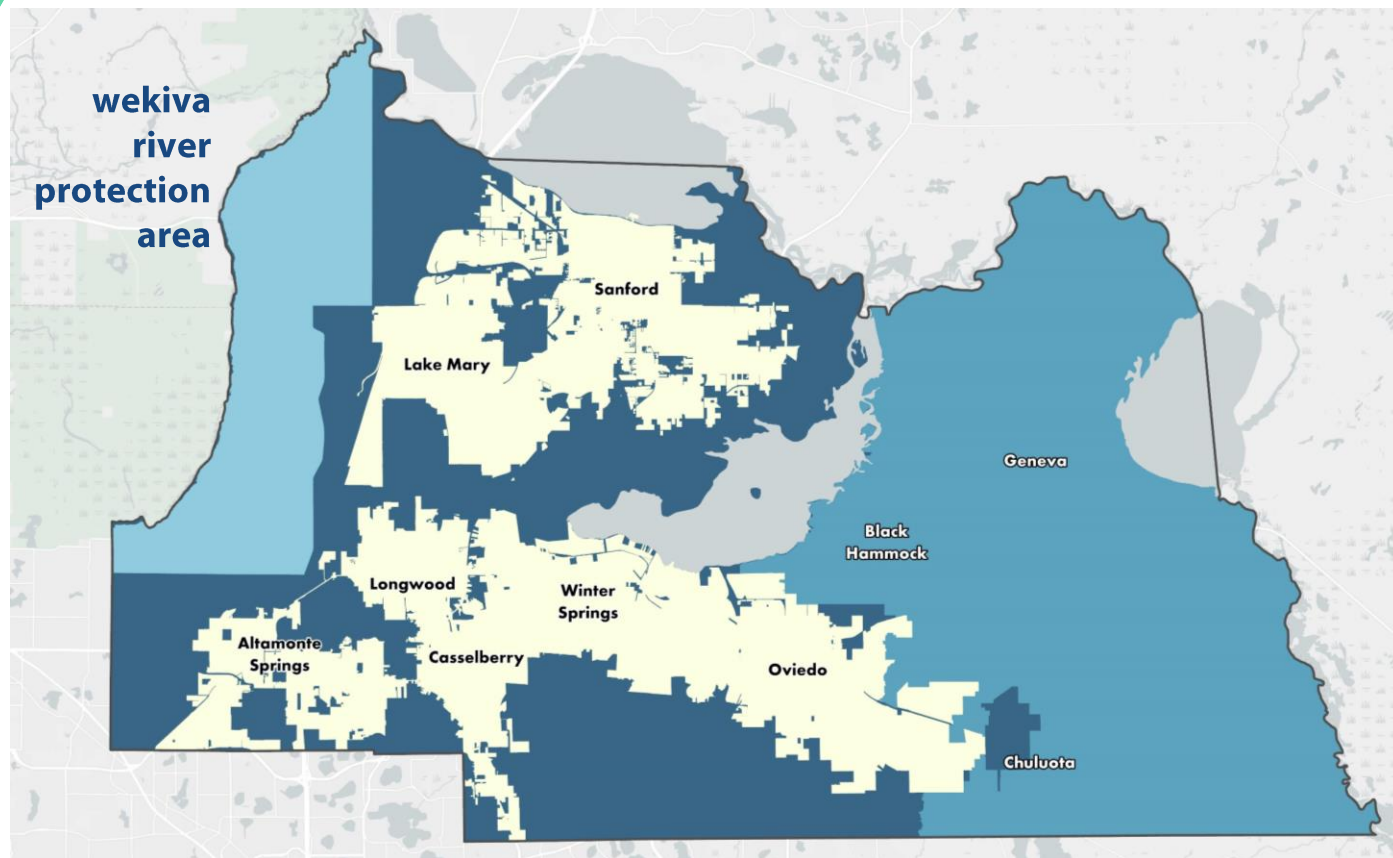 wekiva
river
protection
area
Sanford
Lake Mary
Geneva
Black
Hammock
Longwood
Winter
Springs
Altamonte
Springs
Casselberry
Oviedo
Chuluota